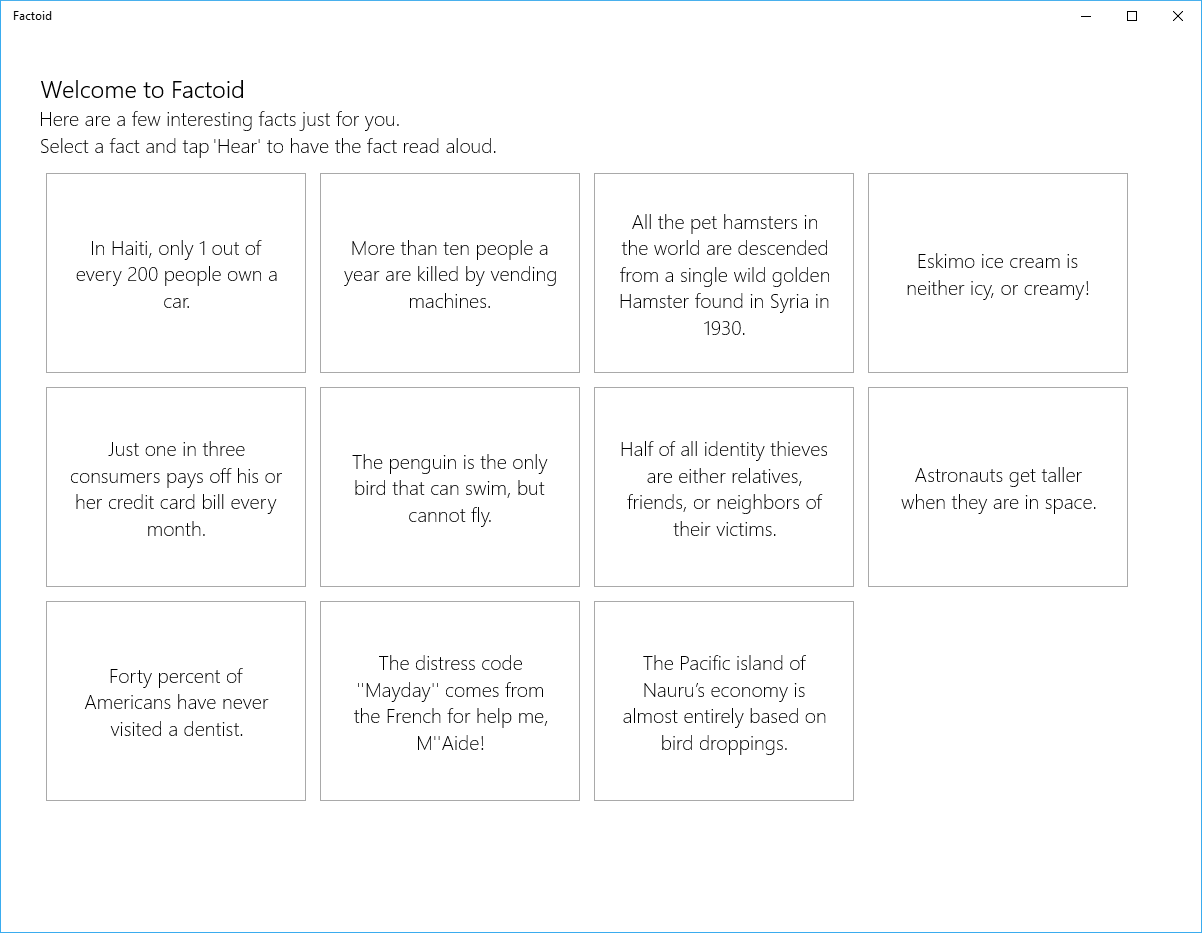 Factoid
Welcome to Factoid
Here are a few interesting facts just for you.
Select a fact and tap 'Hear' to have the fact read aloud.
In Haiti, only 1 out of
every 200 people own a
car.
More than ten people a
year are killed by vending
machines.
All the pet hamsters in
the world are descended
from a single wild golden
Hamster found in Syria in
1930.
Eskimo ice cream is
neither icy, or creamy!
Just one in three
consumers pays off his or
her credit card bill every
month.
The penguin is the only
bird that can swim, but
cannot fly.
Half of all identity thieves
are either relatives,
friends, or neighbors of
their victims.
Astronauts get taller
when they are in space.
Forty percent of
Americans have never
visited a dentist.
The distress code
''Mayday'' comes from
the French for help me,
M''Aide!
The Pacific island of
Nauru’s economy is
almost entirely based on
bird droppings.